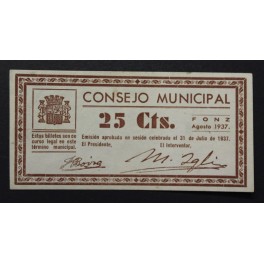 CONSEJO MUNICIPAL
25 Cts.
FONZ
Agosto 1937.
Estos billetes son de
curso legal en este
término municipal.
Emisión aprobada en sesión celebrada el 31 de Julio de 1937.
El Presidente,
El Interventor,